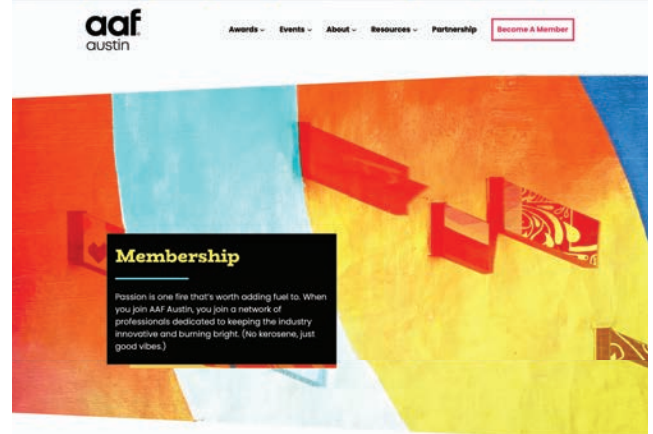 aaf
austin
Awards Events About Resources Partnership Become A Member
Membership
Passion is one fire that's worth adding fuel to. When
you join AAF Austin, you join a network of
professionals dedicated to keeping the industry
innovative and burning bright. (No kerosene, just
good vibes.)